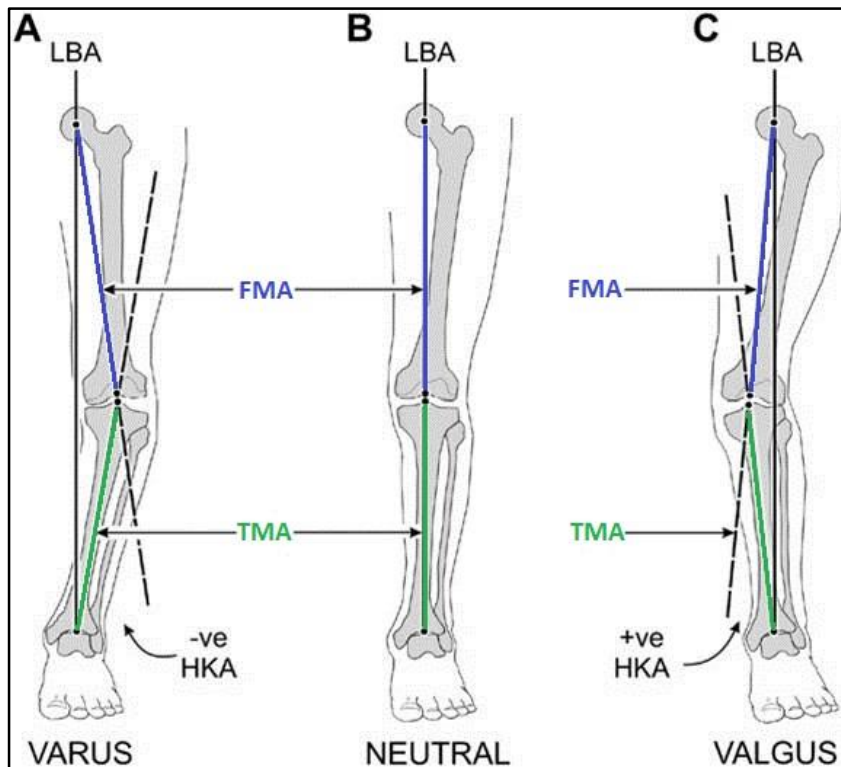 A
LBA
B
LBA
C
LBA
FMA
FMA
TMA
TMA
-ve
HKA
+ve
HKA
VARUS
NEUTRAL
VALGUS